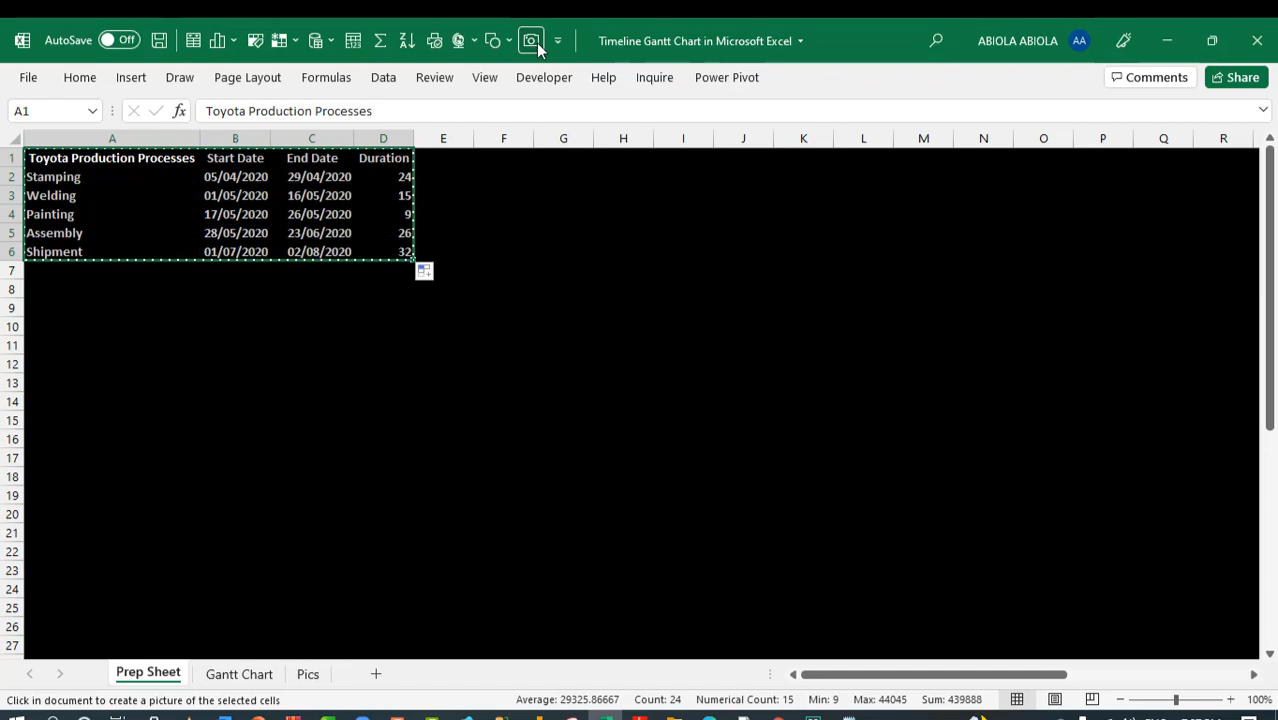 AutoSave Off Timeline Gantt Chart in Microsoft Excel ABIOLA ABIOLA AA
File Home Insert Draw Page Layout Formulas Data Review View Developer Help Inquire Power Pivot Comments Share
A1 fx Toyota Production Processes
A B C D E F G H I J K L M N O P Q R
1 Toyota Production Processes Start Date End Date Duration
2 Stamping 05/04/2020 29/04/2020 24
3 Welding 01/05/2020 16/05/2020 15
4 Painting 17/05/2020 26/05/2020 9
5 Assembly 28/05/2020 23/06/2020 26
6 Shipment 01/07/2020 02/08/2020 32
7
8
9
10
11
12
13
14
15
16
17
18
19
20
21
22
23
24
25
26
27
Prep Sheet Gantt Chart Pics
Click in document to create a picture of the selected cells Average: 29325.86667 Count: 24 Numerical Count: 15 Min: 9 Max: 44045 Sum: 439888 100%